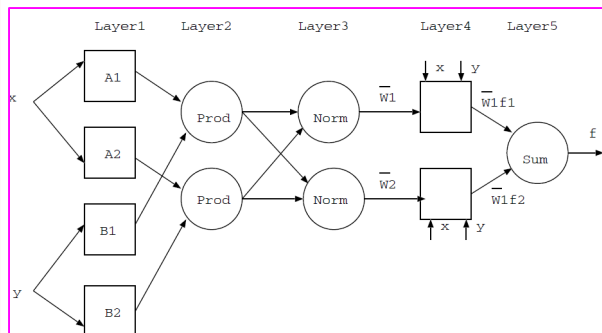 Layer1 Layer2 Layer3 Layer4 Layer5
x y
A1
W1
W1f1
x
Prod
Norm
f
A2
Sum
W2
Prod
Norm
W1f2
B1
x y
y
B2